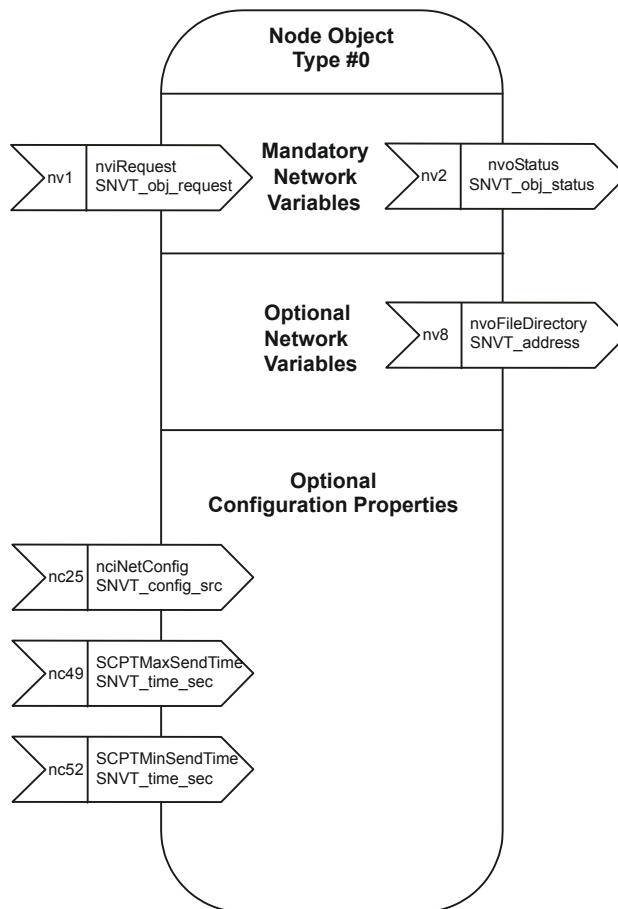 Node Object
Type #0
Mandatory
Network
Variables
nv1
nviRequest
SNVT_obj_request
nv2
nvoStatus
SNVT_obj_status
Optional
Network
Variables
nv8
nvoFileDirectory
SNVT_address
Optional
Configuration Properties
nc25
nciNetConfig
SNVT_config_src
nc49
SCPTMaxSendTime
SNVT_time_sec
nc52
SCPTMinSendTime
SNVT_time_sec